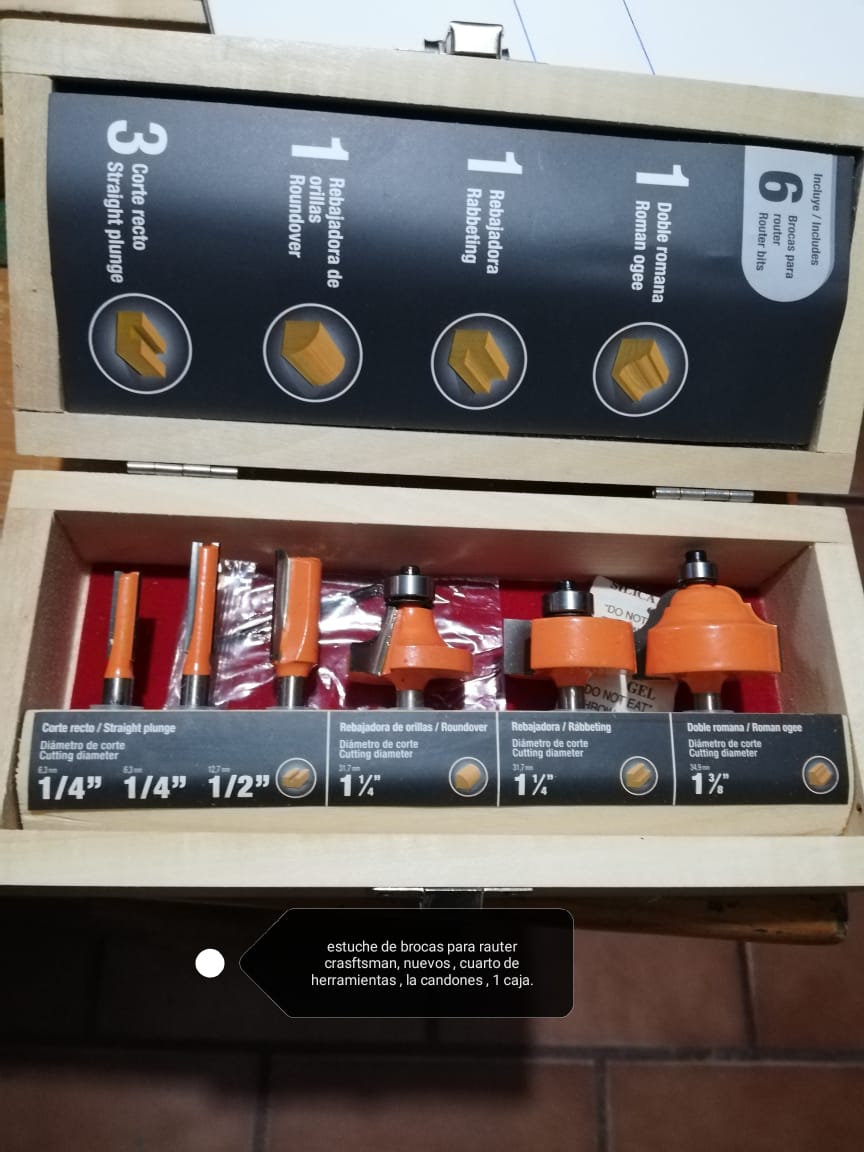 Incluye / Includes
6
Brocas para
router
Router bits
1
Doble romana
Roman ogee
1
Rebajadora
Rabbeting
1
Rebajadora de
orillas
Roundover
3
Corte recto
Straight plunge
SILICA
"DO NOT
GEL
DO NOT EAT"
Corte recto / Straight plunge
Diámetro de corte
Cutting diameter
6,3 mm
1/4”
6,3 mm
1/4”
12,7 mm
1/2”
Rebajadora de orillas / Roundover
Diámetro de corte
Cutting diameter
31,7 mm
1 1/4”
Rebajadora / Rabbeting
Diámetro de corte
Cutting diameter
31,7 mm
1 1/4”
Doble romana / Roman ogee
Diámetro de corte
Cutting diameter
34,9 mm
1 3/8”
estuche de brocas para rauter
crasftsman, nuevos , cuarto de
herramientas , la candones , 1 caja.